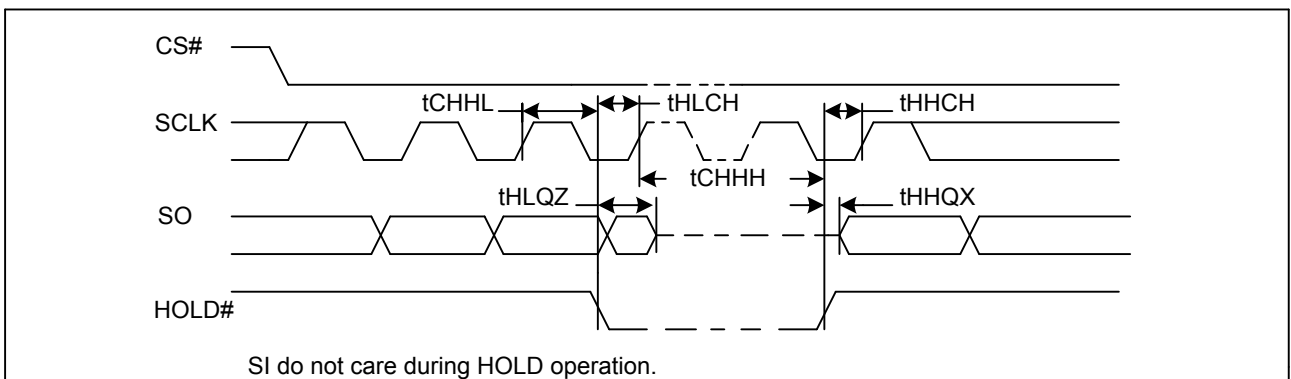 CS#
tCHHL
tHLCH
tHHCH
SCLK
tCHHH
tHLQZ
tHHQX
SO
HOLD#
SI do not care during HOLD operation.